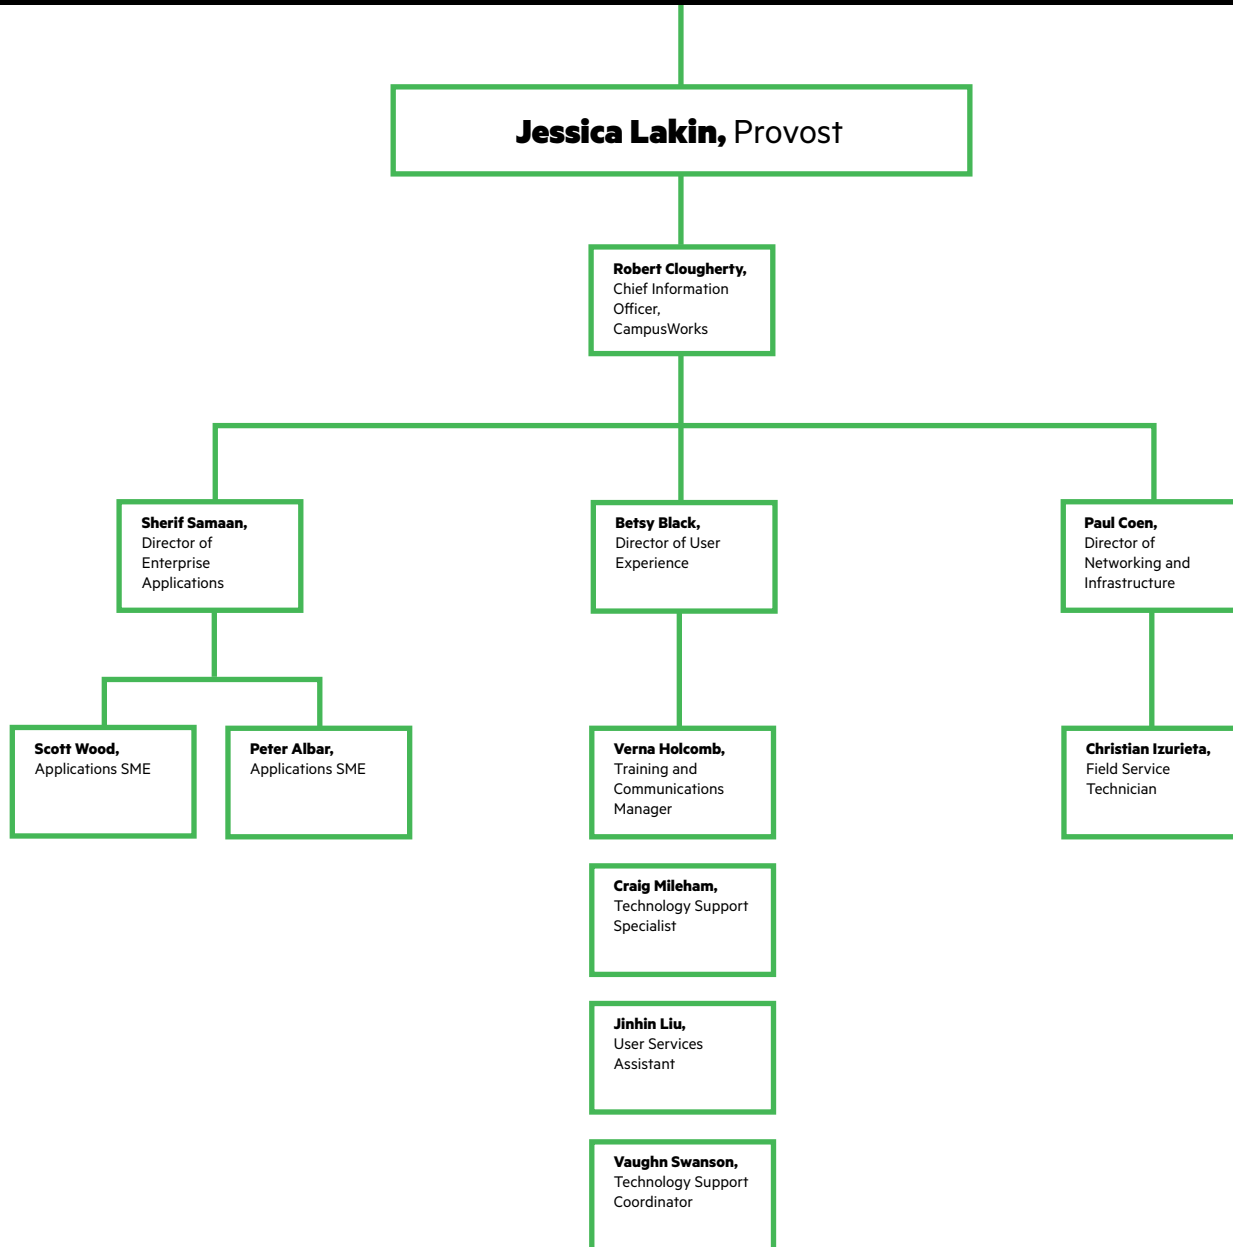 Jessica Lakin, Provost
Robert Clougherty,
Chief Information
Officer,
CampusWorks
Sherif Samaan,
Director of
Enterprise
Applications
Betsy Black,
Director of User
Experience
Paul Coen,
Director of
Networking and
Infrastructure
Scott Wood,
Applications SME
Peter Albar,
Applications SME
Verna Holcomb,
Training and
Communications
Manager
Christian Izurieta,
Field Service
Technician
Craig Mileham,
Technology Support
Specialist
Jinhin Liu,
User Services
Assistant
Vaughn Swanson,
Technology Support
Coordinator